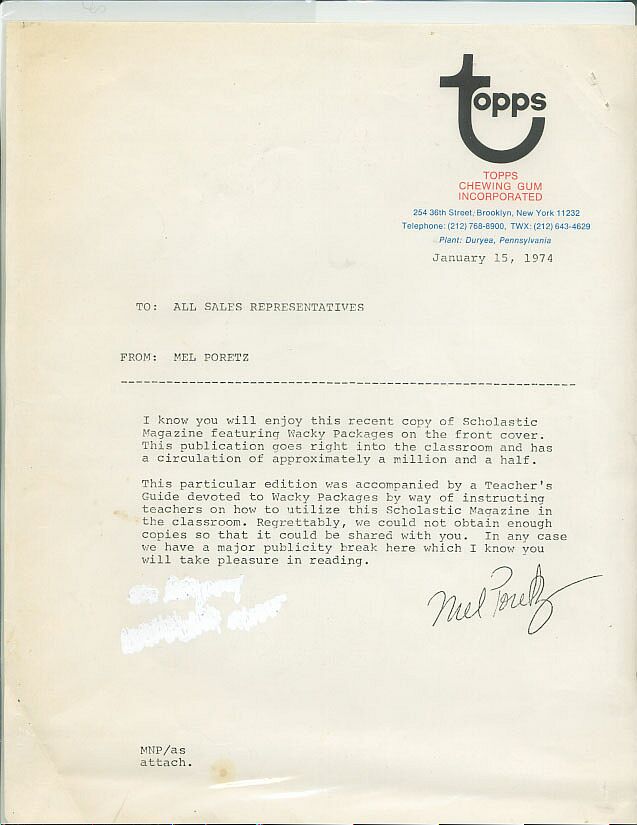 topps
TOPPS
CHEWING GUM
INCORPORATED
254 36th Street, Brooklyn, New York 11232
Telephone: (212) 768-8900, TWX: (212) 643-4629
Plant: Duryea, Pennsylvania
January 15, 1974
TO: ALL SALES REPRESENTATIVES
FROM: MEL PORETZ
I know you will enjoy this recent copy of Scholastic
Magazine featuring Wacky Packages on the front cover.
This publication goes right into the classroom and has
a circulation of approximately a million and a half.
This particular edition was accompanied by a Teacher's
Guide devoted to Wacky Packages by way of instructing
teachers on how to utilize this Scholastic Magazine in
the classroom. Regrettably, we could not obtain enough
copies so that it could be shared with you. In any case
we have a major publicity break here which I know you
will take pleasure in reading.
Mel Poretz
MNP/as
attach.